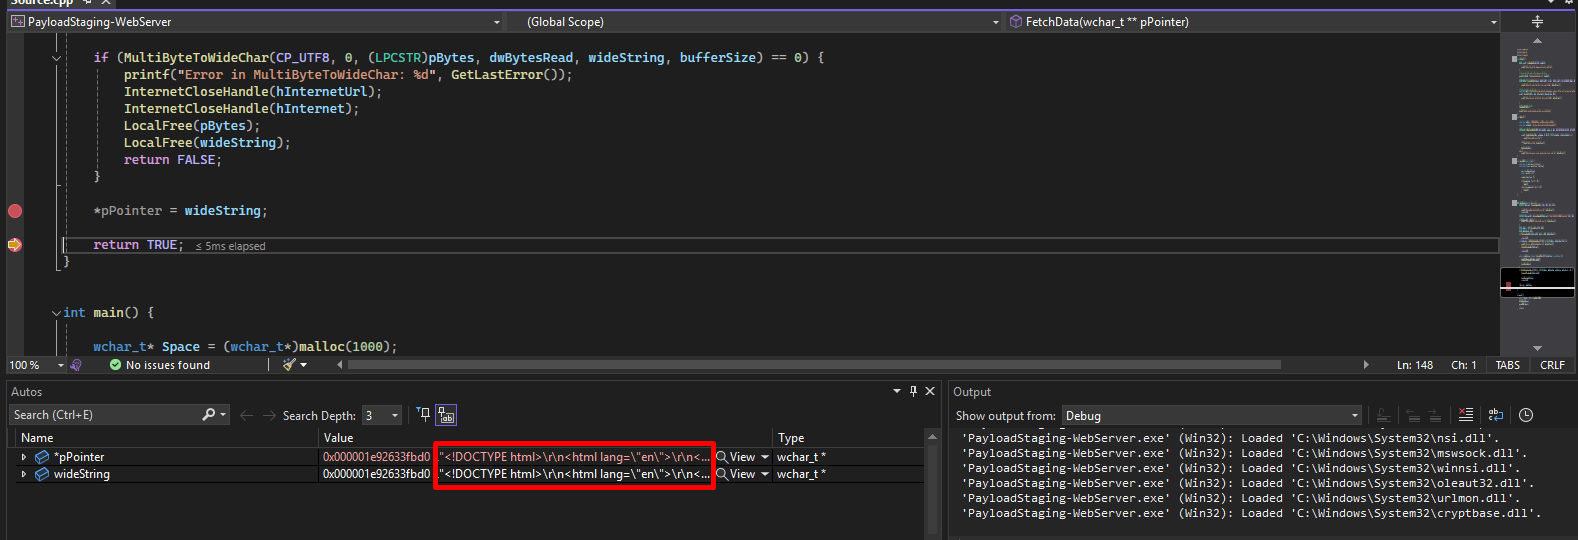 Source.cpp
PayloadStaging-WebServer (Global Scope) FetchData(wchar_t ** pPointer)
if (MultiByteToWideChar(CP_UTF8, 0, (LPCSTR)pBytes, dwBytesRead, wideString, bufferSize) == 0) {
printf("Error in MultiByteToWideChar: %d", GetLastError());
InternetCloseHandle(hInternetUrl);
InternetCloseHandle(hInternet);
LocalFree(pBytes);
LocalFree(wideString);
return FALSE;
}
*pPointer = wideString;
return TRUE; ≤ 5ms elapsed
}
int main() {
wchar_t* Space = (wchar_t*)malloc(1000);
100 % No issues found Ln: 148 Ch: 1 TABS CRLF
Autos
Search (Ctrl+E) Search Depth: 3
Name Value Type
*pPointer 0x000001e92633fbd0 "<!DOCTYPE html>\r\n<html lang=\"en\">\r\n<... View wchar_t *
wideString 0x000001e92633fbd0 "<!DOCTYPE html>\r\n<html lang=\"en\">\r\n<... View wchar_t *
Output
Show output from: Debug
'PayloadStaging-WebServer.exe' (Win32): Loaded 'C:\Windows\System32\nsi.dll'.
'PayloadStaging-WebServer.exe' (Win32): Loaded 'C:\Windows\System32\mswsock.dll'.
'PayloadStaging-WebServer.exe' (Win32): Loaded 'C:\Windows\System32\winnsi.dll'.
'PayloadStaging-WebServer.exe' (Win32): Loaded 'C:\Windows\System32\oleaut32.dll'.
'PayloadStaging-WebServer.exe' (Win32): Loaded 'C:\Windows\System32\urlmon.dll'.
'PayloadStaging-WebServer.exe' (Win32): Loaded 'C:\Windows\System32\cryptbase.dll'.